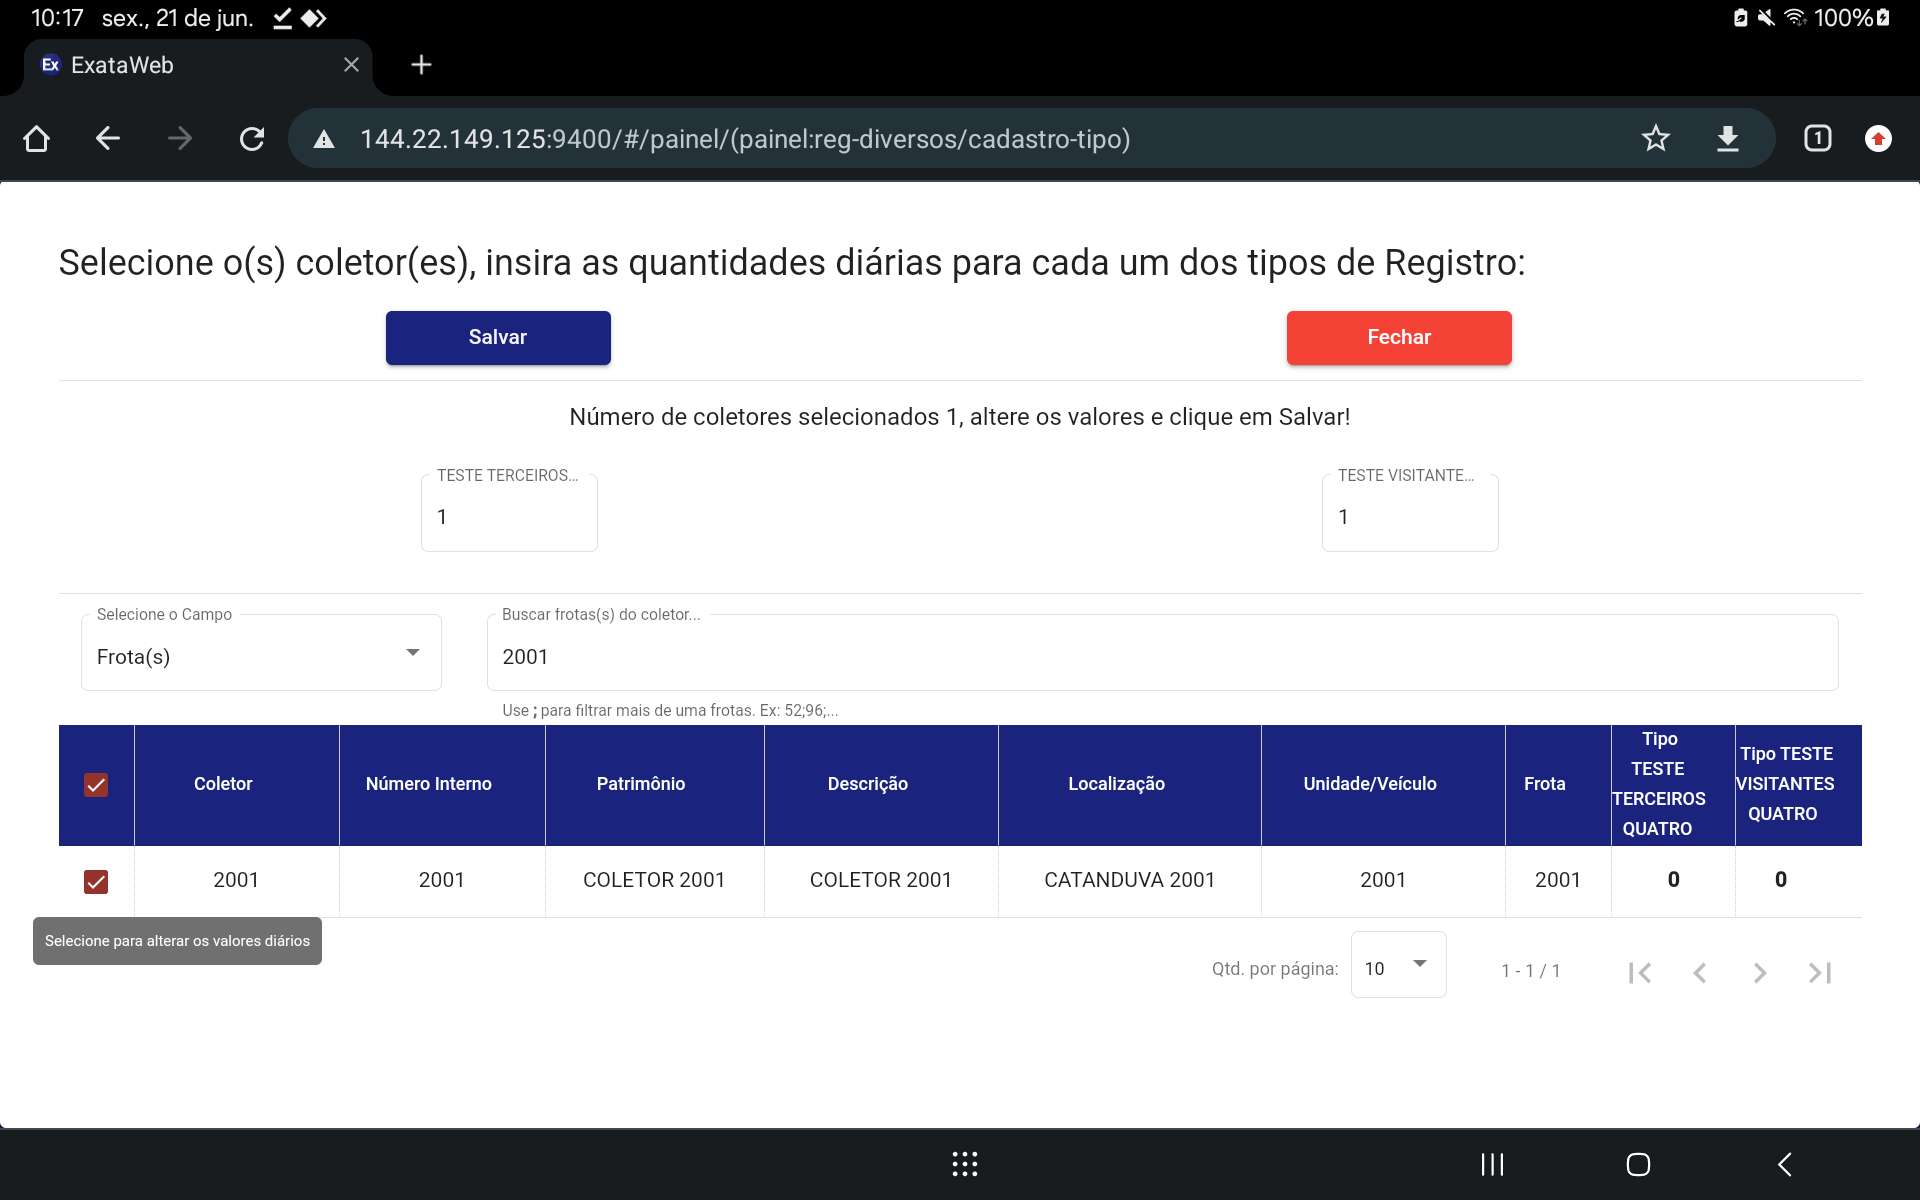 10:17 sex., 21 de jun. 100%
Ex ExataWeb
144.22.149.125:9400/#/painel/(painel:reg-diversos/cadastro-tipo) 1
Selecione o(s) coletor(es), insira as quantidades diárias para cada um dos tipos de Registro:
Salvar Fechar
Número de coletores selecionados 1, altere os valores e clique em Salvar!
TESTE TERCEIROS... TESTE VISITANTE...
1 1
Selecione o Campo Buscar frotas(s) do coletor...
Frota(s) 2001
Use ; para filtrar mais de uma frotas. Ex: 52;96;...
Coletor Número Interno Patrimônio Descrição Localização Unidade/Veículo Frota Tipo TESTE TERCEIROS QUATRO Tipo TESTE VISITANTES QUATRO
2001 2001 COLETOR 2001 COLETOR 2001 CATANDUVA 2001 2001 2001 0 0
Selecione para alterar os valores diários
Qtd. por página: 10 1 - 1 / 1